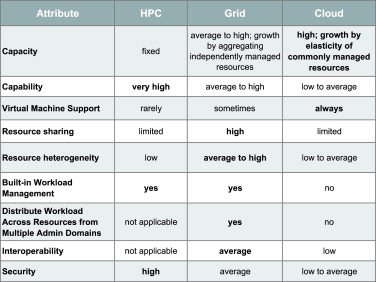 Attribute HPC Grid Cloud
Capacity fixed average to high; growth by aggregating independently managed resources high; growth by elasticity of commonly managed resources
Capability very high average to high low to average
Virtual Machine Support rarely sometimes always
Resource sharing limited high limited
Resource heterogeneity low average to high low to average
Built-in Workload Management yes yes no
Distribute Workload Across Resources from Multiple Admin Domains not applicable yes no
Interoperability not applicable average low
Security high average low to average